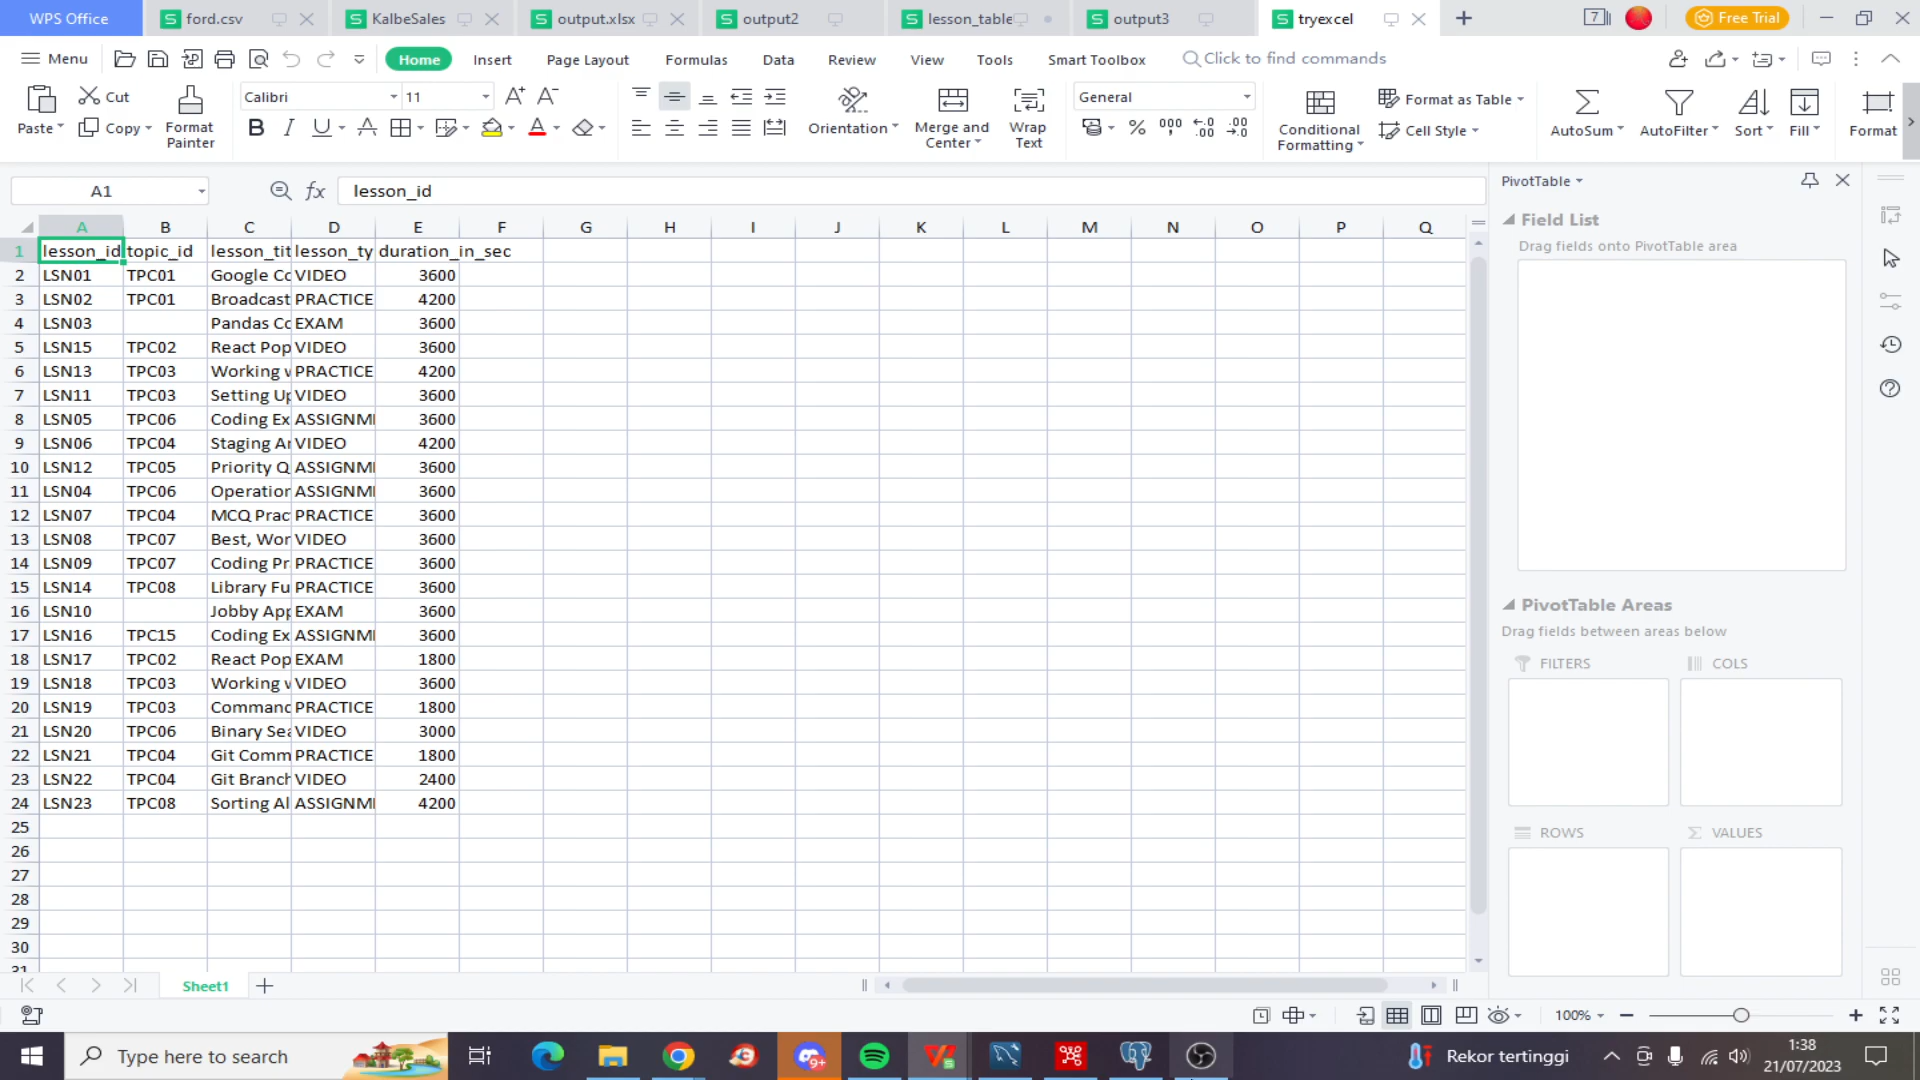 WPS Office ford.csv KalbeSales output.xlsx output2 lesson_table output3 tryexcel 7 Free Trial
Menu Home Insert Page Layout Formulas Data Review View Tools Smart Toolbox Click to find commands
Calibri 11 General
Cut Format as Table
Paste Copy Format Painter Orientation Merge and Center Wrap Text Conditional Formatting Cell Style AutoSum AutoFilter Sort Fill Format
A1 fx lesson_id
A B C D E F G H I J K L M N O P Q
1 lesson_id topic_id lesson_tit lesson_ty duration_in_sec
2 LSN01 TPC01 Google Co VIDEO 3600
3 LSN02 TPC01 Broadcast PRACTICE 4200
4 LSN03 Pandas Co EXAM 3600
5 LSN15 TPC02 React Pop VIDEO 3600
6 LSN13 TPC03 Working w PRACTICE 4200
7 LSN11 TPC03 Setting Up VIDEO 3600
8 LSN05 TPC06 Coding Ex ASSIGNM 3600
9 LSN06 TPC04 Staging Ar VIDEO 4200
10 LSN12 TPC05 Priority Q ASSIGNM 3600
11 LSN04 TPC06 Operation ASSIGNM 3600
12 LSN07 TPC04 MCQ Prac PRACTICE 3600
13 LSN08 TPC07 Best, Wor VIDEO 3600
14 LSN09 TPC07 Coding Pr PRACTICE 3600
15 LSN14 TPC08 Library Fu PRACTICE 3600
16 LSN10 Jobby App EXAM 3600
17 LSN16 TPC15 Coding Ex ASSIGNM 3600
18 LSN17 TPC02 React Pop EXAM 1800
19 LSN18 TPC03 Working w VIDEO 3600
20 LSN19 TPC03 Command PRACTICE 1800
21 LSN20 TPC06 Binary Sea VIDEO 3000
22 LSN21 TPC04 Git Comm PRACTICE 1800
23 LSN22 TPC04 Git Branch VIDEO 2400
24 LSN23 TPC08 Sorting Al ASSIGNM 4200
25
26
27
28
29
30
31
PivotTable
Field List
Drag fields onto PivotTable area
PivotTable Areas
Drag fields between areas below
FILTERS COLS
ROWS VALUES
Sheet1
100%
Type here to search 9+ Rekor tertinggi 1:38
21/07/2023